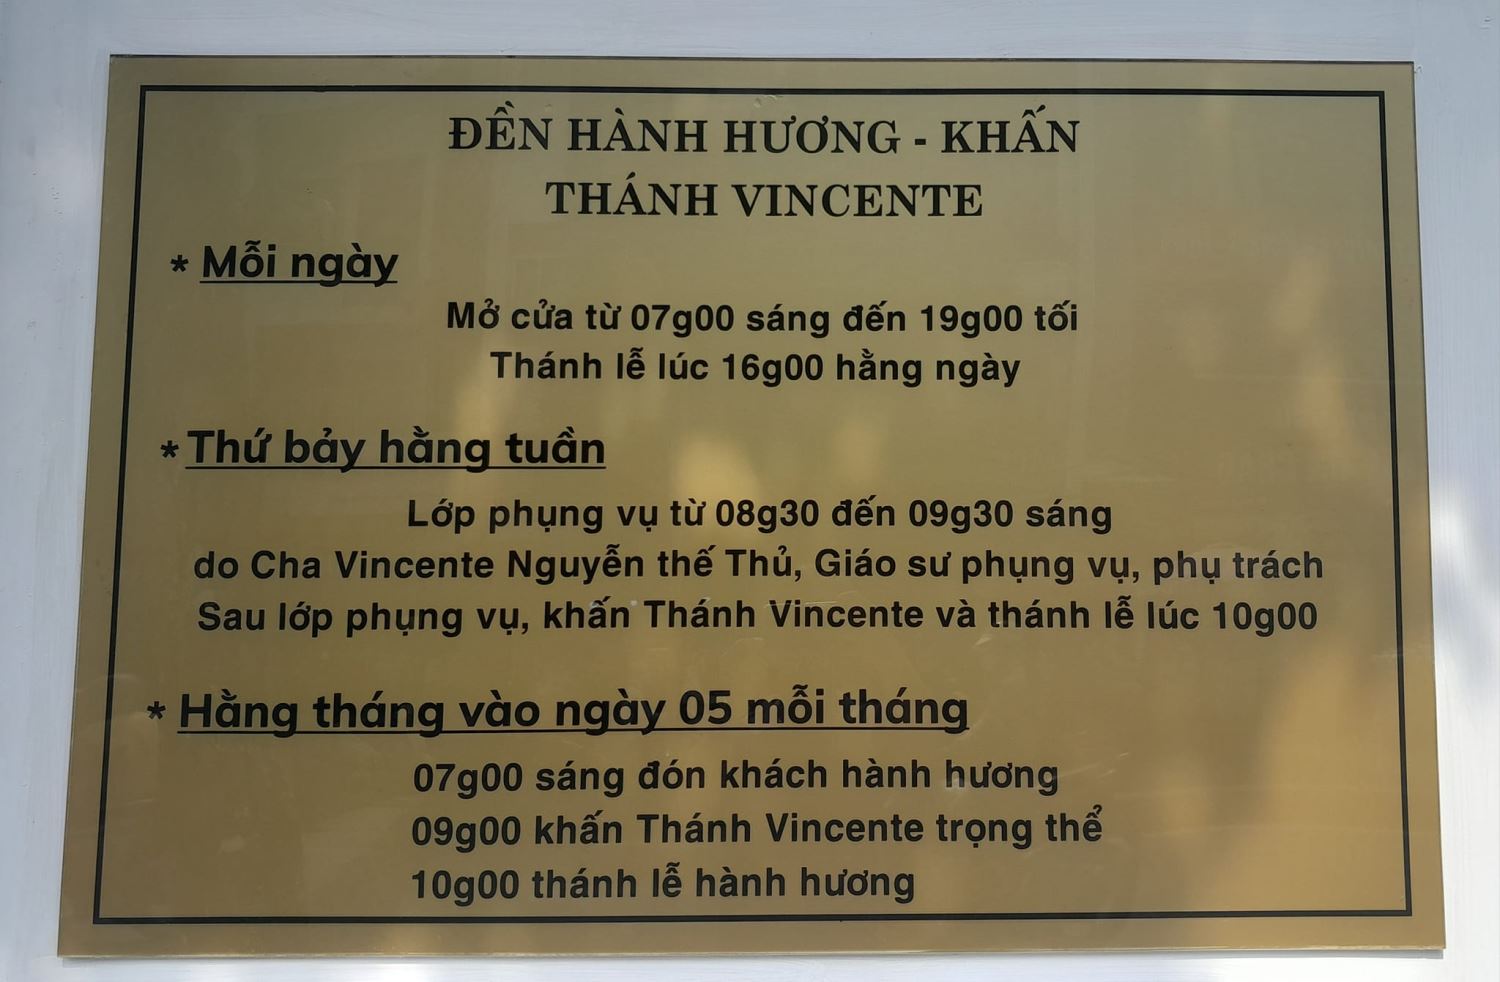 ĐỀN HÀNH HƯƠNG - KHẤN
THÁNH VINCENTE
* Mỗi ngày
Mở cửa từ 07g00 sáng đến 19g00 tối
Thánh lễ lúc 16g00 hằng ngày
* Thứ bảy hằng tuần
Lớp phụng vụ từ 08g30 đến 09g30 sáng
do Cha Vincente Nguyễn thế Thủ, Giáo sư phụng vụ, phụ trách
Sau lớp phụng vụ, khấn Thánh Vincente và thánh lễ lúc 10g00
* Hằng tháng vào ngày 05 mỗi tháng
07g00 sáng đón khách hành hương
09g00 khấn Thánh Vincente trọng thể
10g00 thánh lễ hành hương